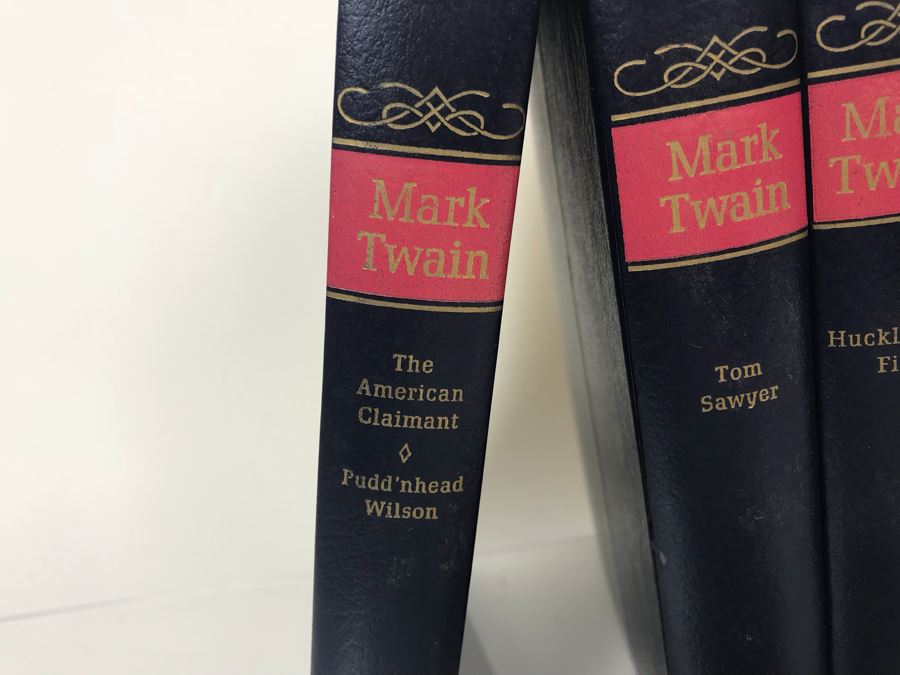 Mark
Twain
The
American
Claimant
Pudd'nhead
Wilson
Mark
Twain
Tom
Sawyer